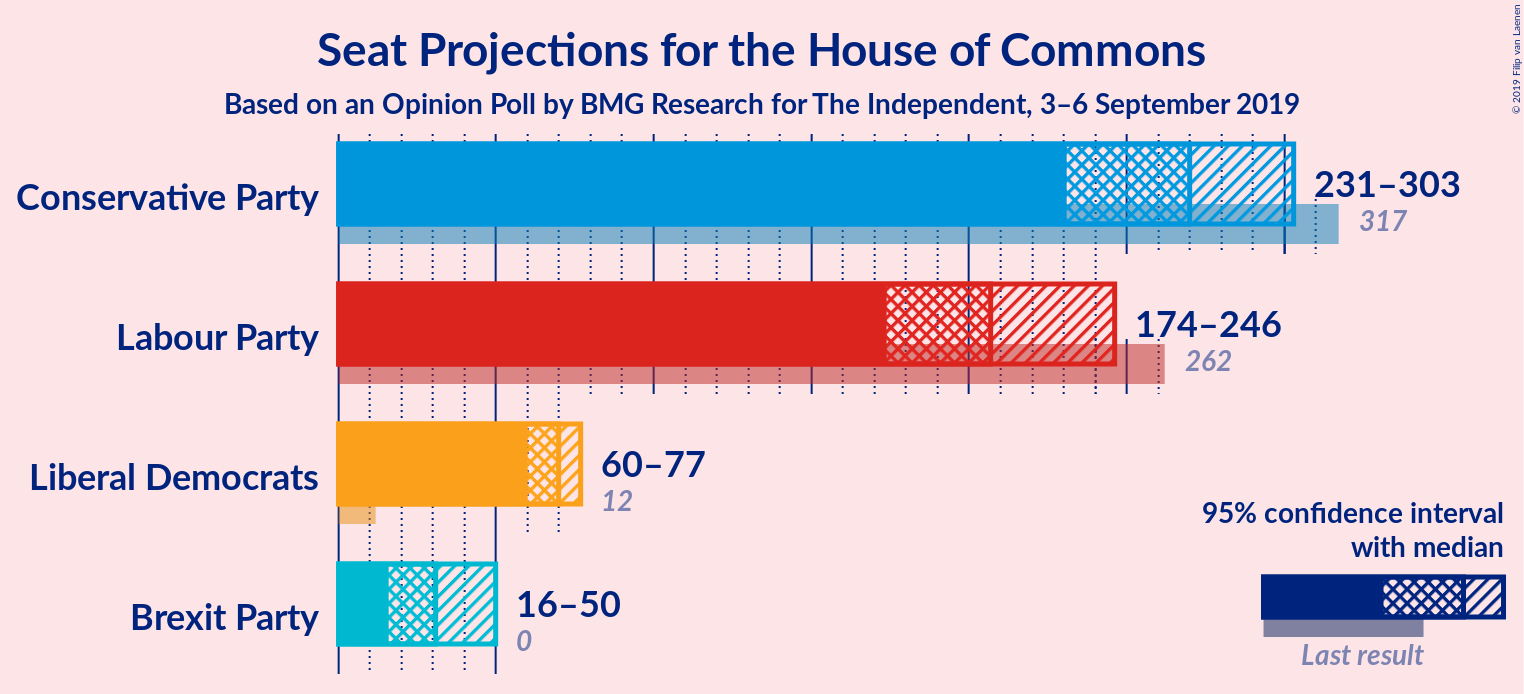 Seat Projections for the House of Commons
Based on an Opinion Poll by BMG Research for The Independent, 3–6 September 2019
© 2019 Filip van Laenen
Conservative Party
231–303
317
Labour Party
174–246
262
Liberal Democrats
60–77
12
Brexit Party
16–50
0
95% confidence interval
with median
Last result